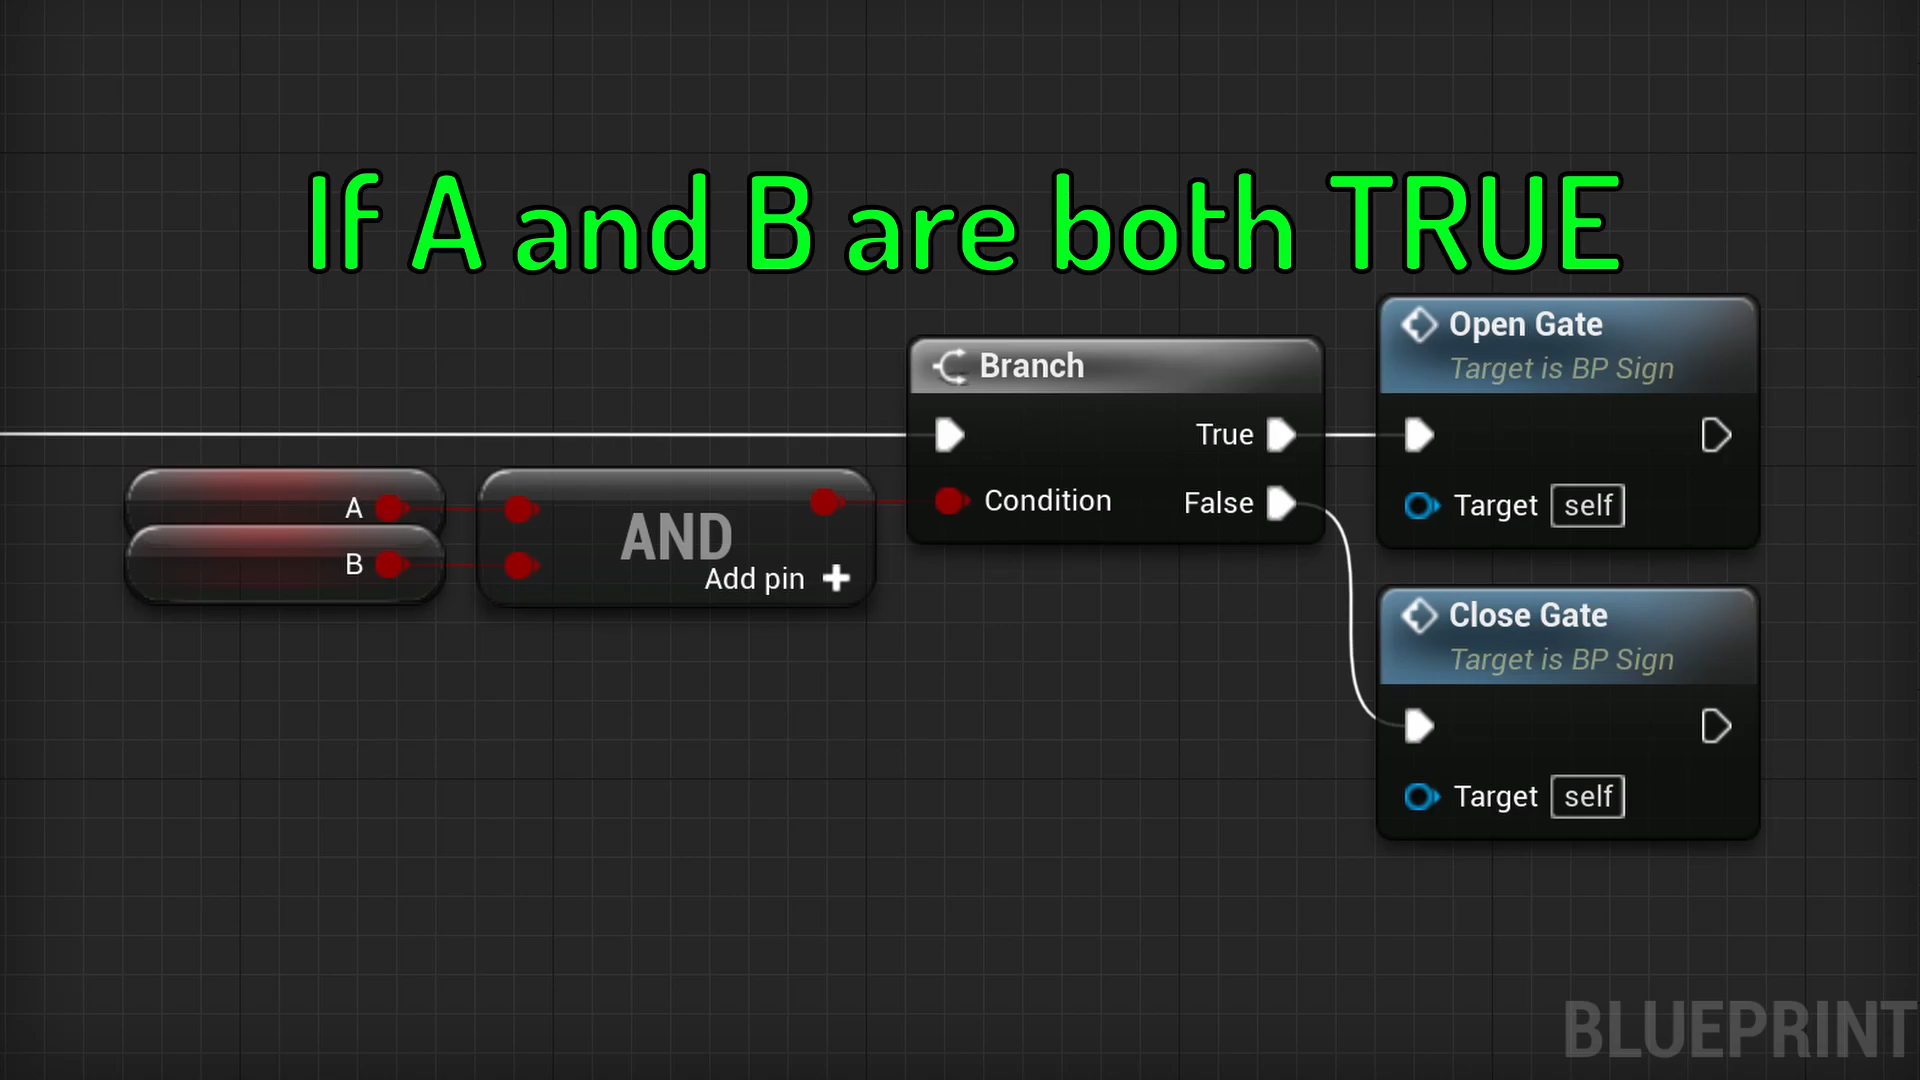 If A and B are both TRUE
Branch
True
Condition
False
A
B
AND
Add pin
Open Gate
Target is BP Sign
Target self
Close Gate
Target is BP Sign
Target self
BLUEPRINT